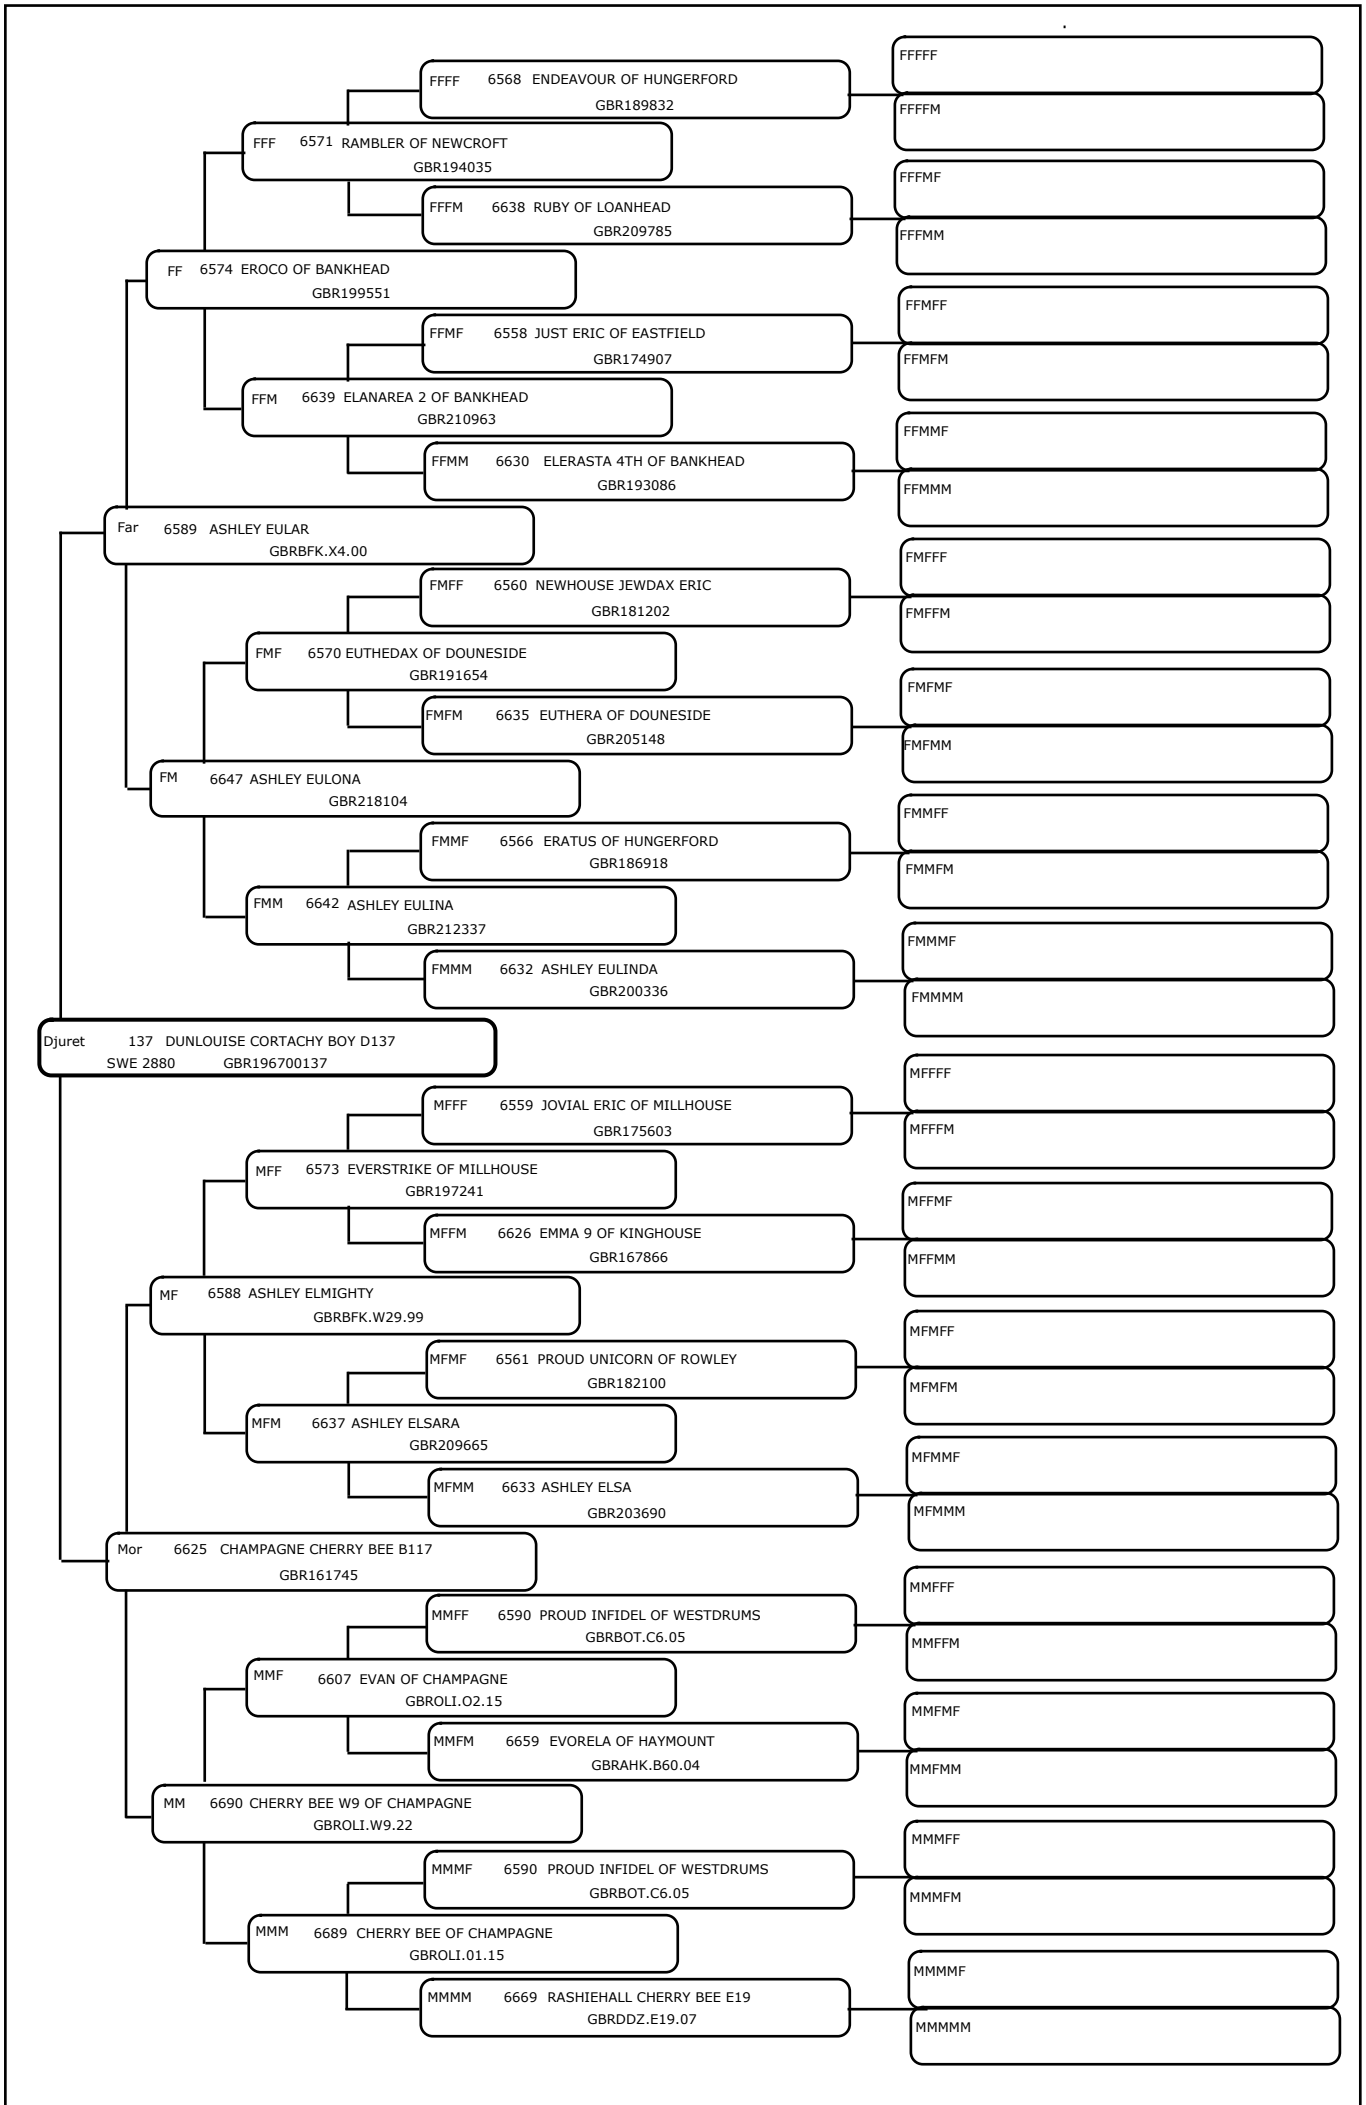 FFFFF
FFFF 6568 ENDEAVOUR OF HUNGERFORD
GBR189832
FFFFM
FFF 6571 RAMBLER OF NEWCROFT
GBR194035
FFFMF
FFFM 6638 RUBY OF LOANHEAD
GBR209785
FFFMM
FF 6574 EROCO OF BANKHEAD
GBR199551
FFMFF
FFMF 6558 JUST ERIC OF EASTFIELD
GBR174907
FFMFM
FFM 6639 ELANAREA 2 OF BANKHEAD
GBR210963
FFMMF
FFMM 6630 ELERASTA 4TH OF BANKHEAD
GBR193086
FFMMM
Far 6589 ASHLEY EULAR
GBRBFK.X4.00
FMFFF
FMFF 6560 NEWHOUSE JEWDAX ERIC
GBR181202
FMFFM
FMF 6570 EUTHEDAX OF DOUNESIDE
GBR191654
FMFMF
FMFM 6635 EUTHERA OF DOUNESIDE
GBR205148
FMFMM
FM 6647 ASHLEY EULONA
GBR218104
FMMFF
FMMF 6566 ERATUS OF HUNGERFORD
GBR186918
FMMFM
FMM 6642 ASHLEY EULINA
GBR212337
FMMMF
FMMM 6632 ASHLEY EULINDA
GBR200336
FMMMM
Djuret 137 DUNLOUISE CORTACHY BOY D137
SWE 2880 GBR196700137
MFFFF
MFFF 6559 JOVIAL ERIC OF MILLHOUSE
GBR175603
MFFFM
MFF 6573 EVERSTRIKE OF MILLHOUSE
GBR197241
MFFMF
MFFM 6626 EMMA 9 OF KINGHOUSE
GBR167866
MFFMM
MF 6588 ASHLEY ELMIGHTY
GBRBFK.W29.99
MFMFF
MFMF 6561 PROUD UNICORN OF ROWLEY
GBR182100
MFMFM
MFM 6637 ASHLEY ELSARA
GBR209665
MFMMF
MFMM 6633 ASHLEY ELSA
GBR203690
MFMMM
Mor 6625 CHAMPAGNE CHERRY BEE B117
GBR161745
MMFFF
MMFF 6590 PROUD INFIDEL OF WESTDRUMS
GBRBOT.C6.05
MMFFM
MMF 6607 EVAN OF CHAMPAGNE
GBROLI.O2.15
MMFMF
MMFM 6659 EVORELA OF HAYMOUNT
GBRAHK.B60.04
MMFMM
MM 6690 CHERRY BEE W9 OF CHAMPAGNE
GBROLI.W9.22
MMMFF
MMMF 6590 PROUD INFIDEL OF WESTDRUMS
GBRBOT.C6.05
MMMFM
MMM 6689 CHERRY BEE OF CHAMPAGNE
GBROLI.01.15
MMMMF
MMMM 6669 RASHIEHALL CHERRY BEE E19
GBRDDZ.E19.07
MMMMM